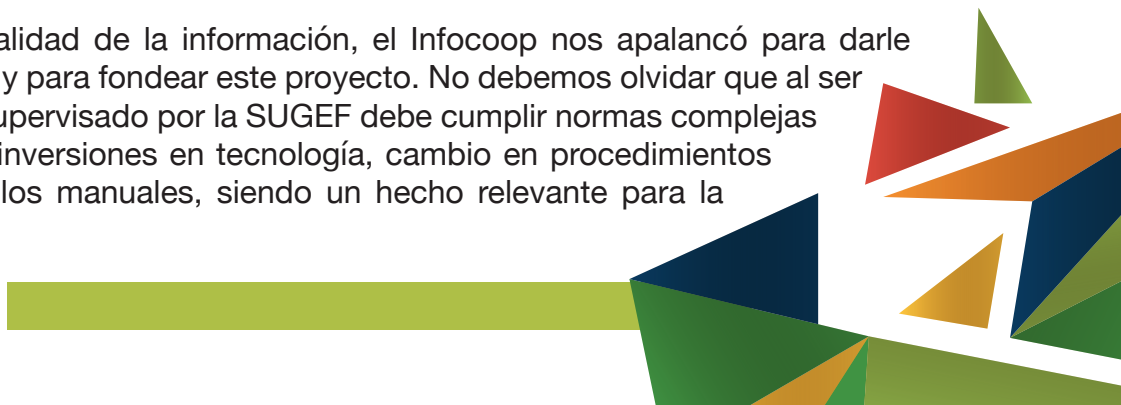 alidad de la información, el Infocoop nos apalancó para darle
y para fondear este proyecto. No debemos olvidar que al ser
upervisado por la SUGEF debe cumplir normas complejas
inversiones en tecnología, cambio en procedimientos
los manuales, siendo un hecho relevante para la